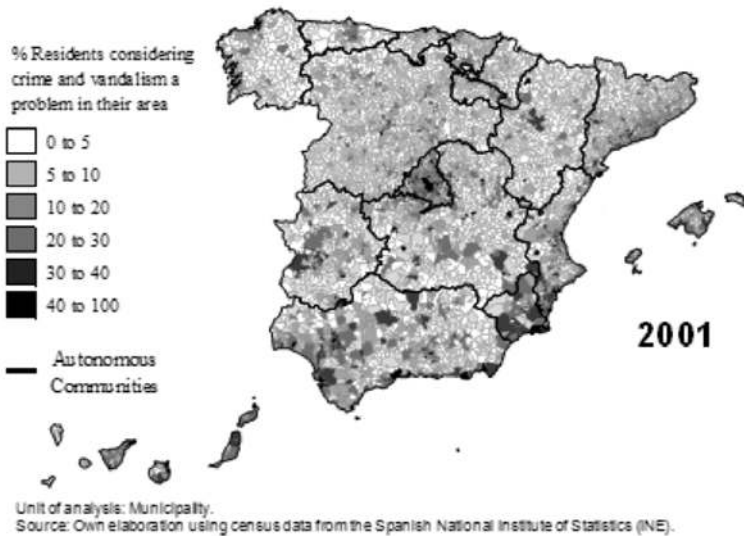 % Residents considering
crime and vandalism a
problem in their area
0 to 5
5 to 10
10 to 20
20 to 30
30 to 40
40 to 100
Autonomous
Communities
2001
Unit of analysis: Municipality.
Source: Own elaboration using census data from the Spanish National Institute of Statistics (INE).